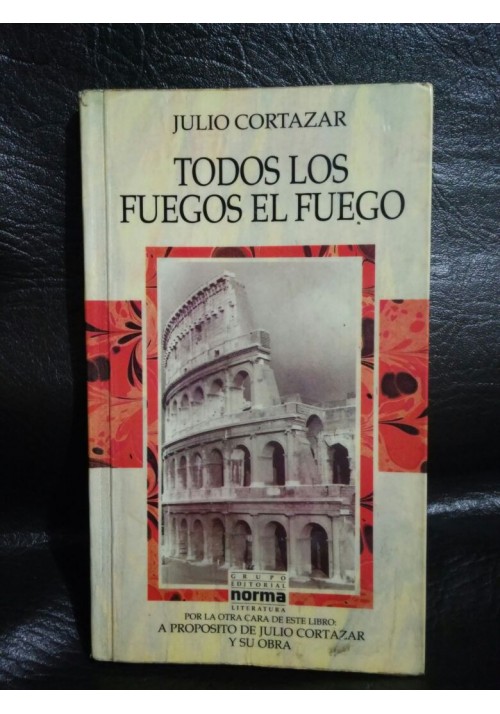 JULIO CORTAZAR
TODOS LOS
FUEGOS EL FUEGO
GRUPO
EDITORIAL
norma
LITERATURA
POR LA OTRA CARA DE ESTE LIBRO:
A PROPOSITO DE JULIO CORTAZAR
Y SU OBRA